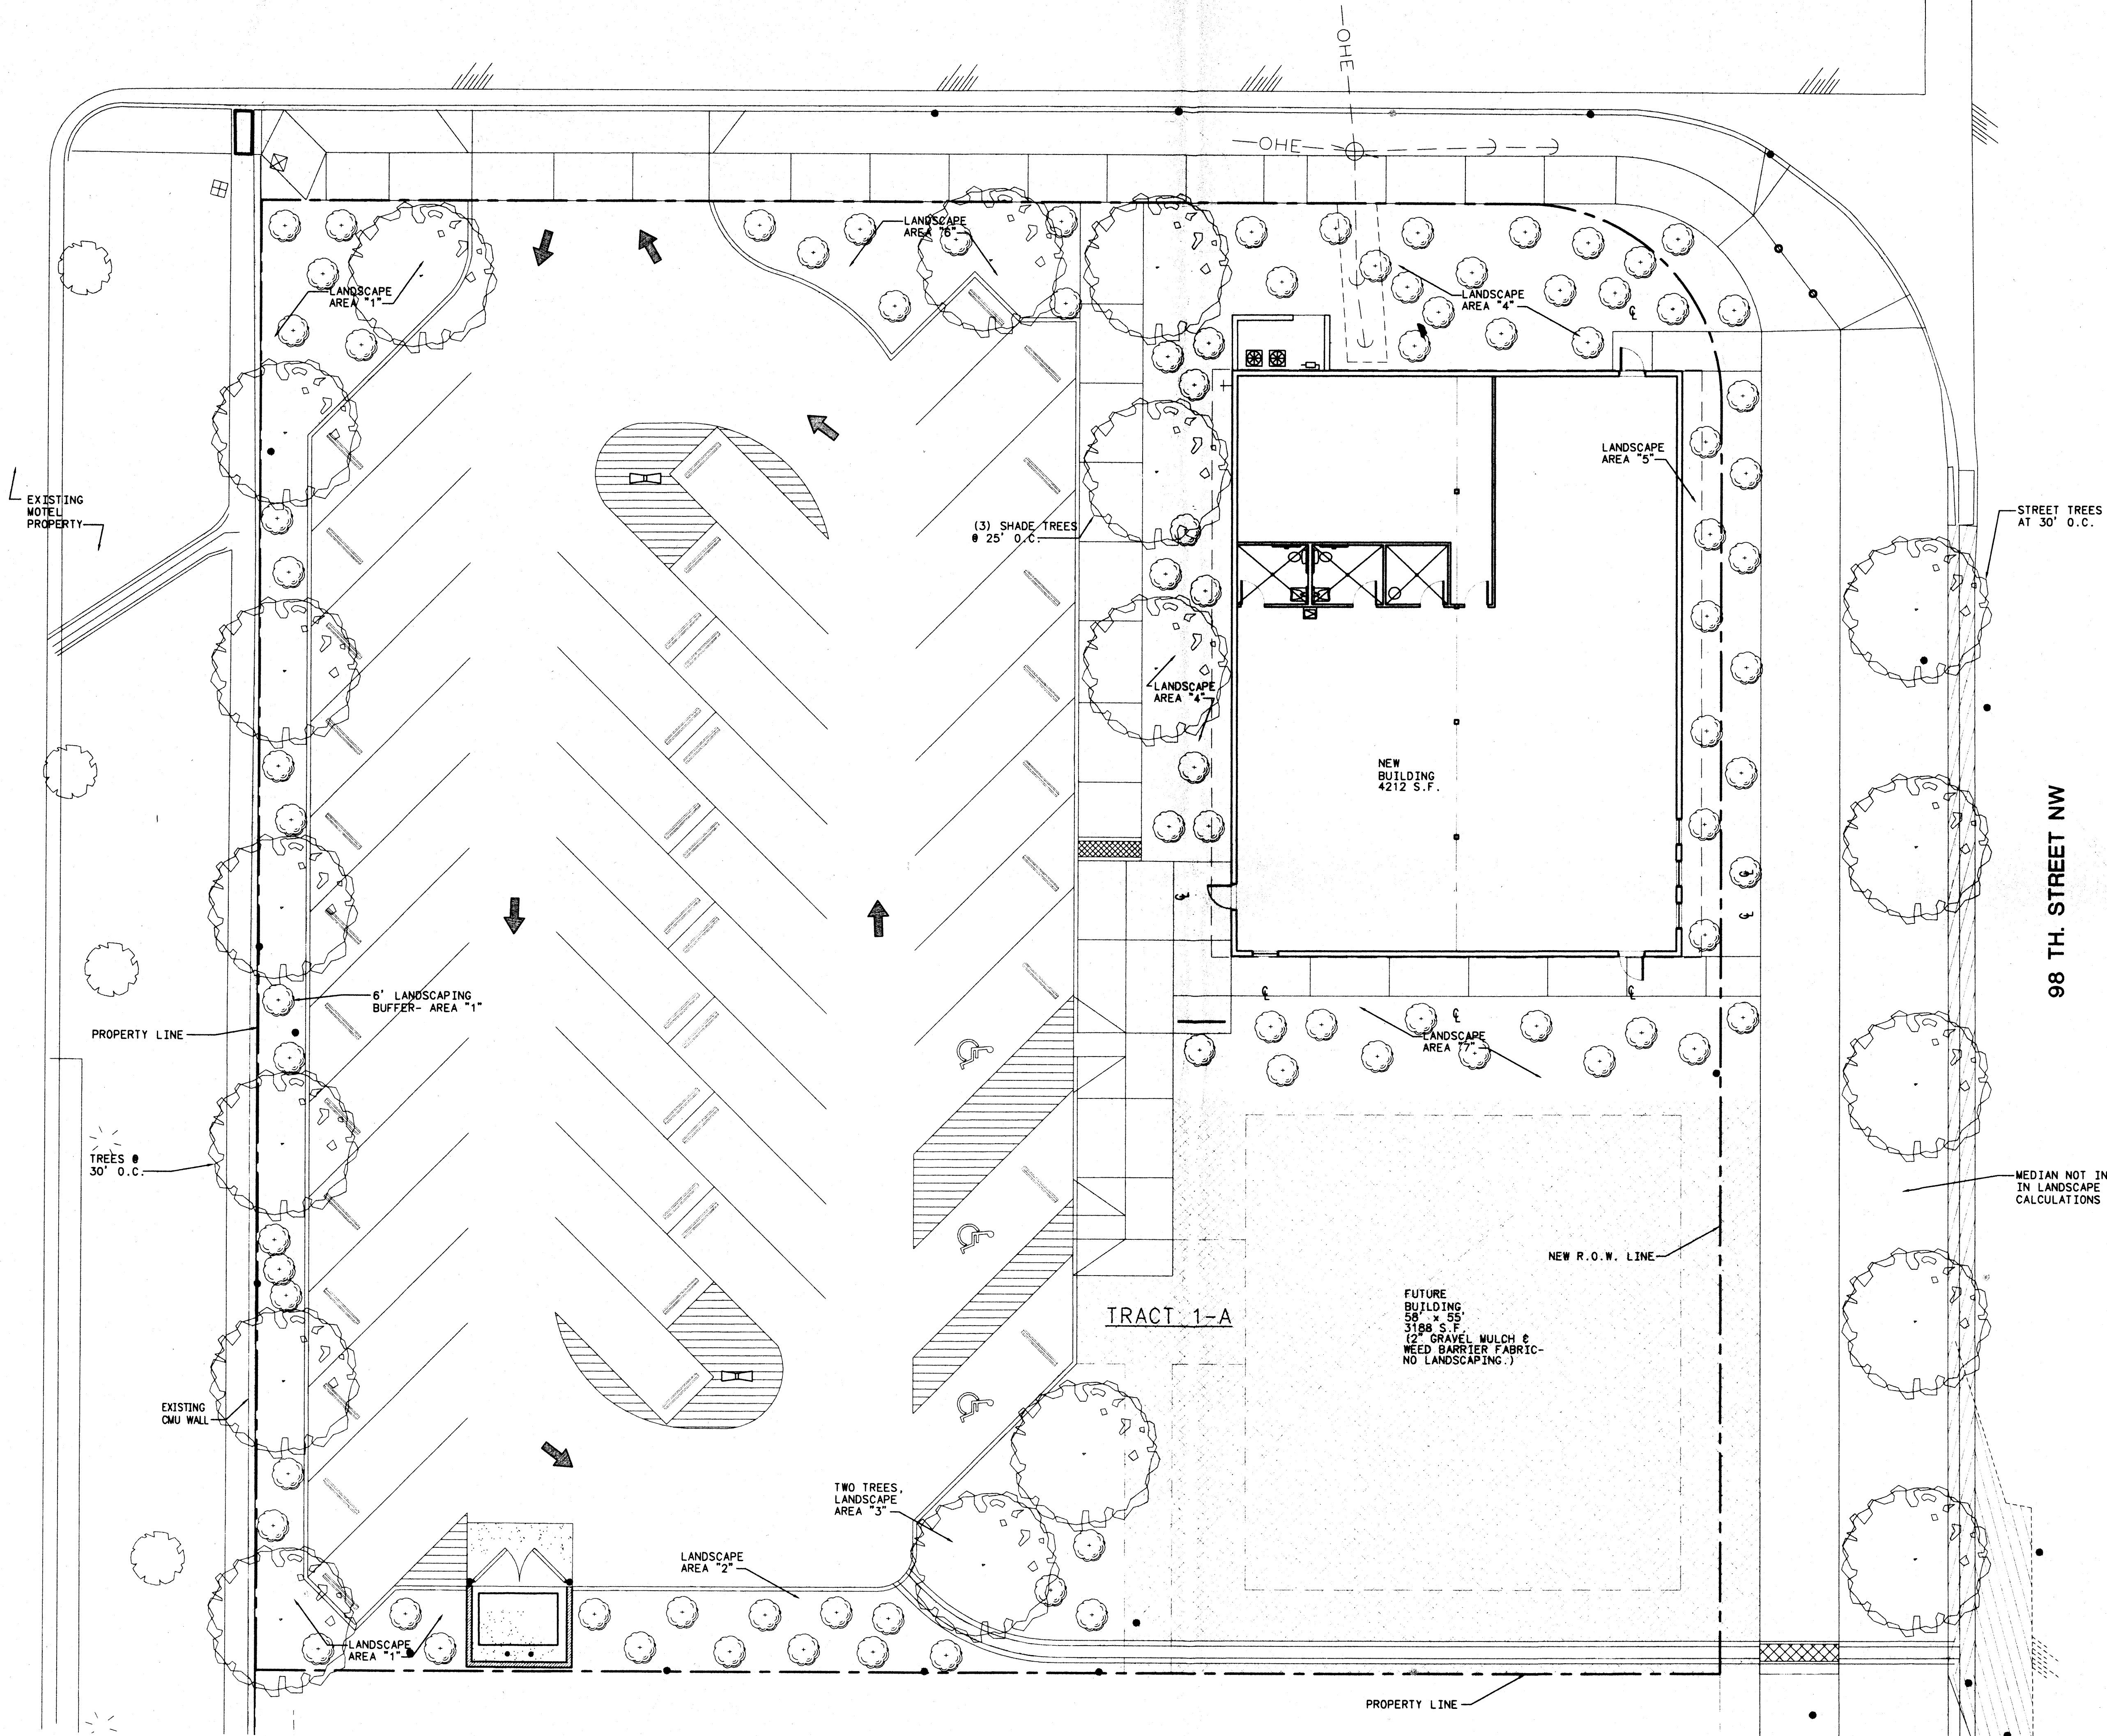 OHE
OHE
LANDSCAPE
AREA "6"
LANDSCAPE
AREA "1"
LANDSCAPE
AREA "4"
LANDSCAPE
AREA "5"
EXISTING
MOTEL
PROPERTY
(3) SHADE TREES
@ 25' O.C.
STREET TREES
AT 30' O.C.
LANDSCAPE
AREA "4"
NEW
BUILDING
4212 S.F.
98 TH. STREET NW
6' LANDSCAPING
BUFFER- AREA "1"
PROPERTY LINE
LANDSCAPE
AREA "7"
TREES @
30' O.C.
MEDIAN NOT IN
IN LANDSCAPE
CALCULATIONS
NEW R.O.W. LINE
TRACT 1-A
FUTURE
BUILDING
58' x 55'
3188 S.F.
(2" GRAVEL MULCH &
WEED BARRIER FABRIC-
NO LANDSCAPING.)
EXISTING
CMU WALL
TWO TREES,
LANDSCAPE
AREA "3"
LANDSCAPE
AREA "2"
LANDSCAPE
AREA "1"
PROPERTY LINE